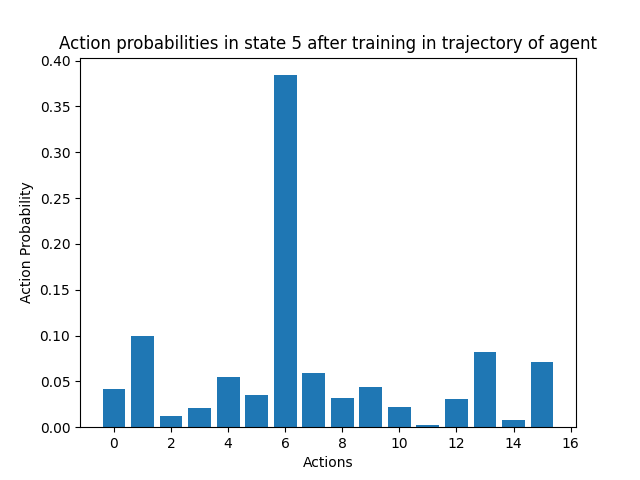 Action probabilities in state 5 after training in trajectory of agent
0.40
0.35
0.30
0.25
0.20
0.15
0.10
0.05
0.00
Action Probability
0 2 4 6 8 10 12 14 16
Actions